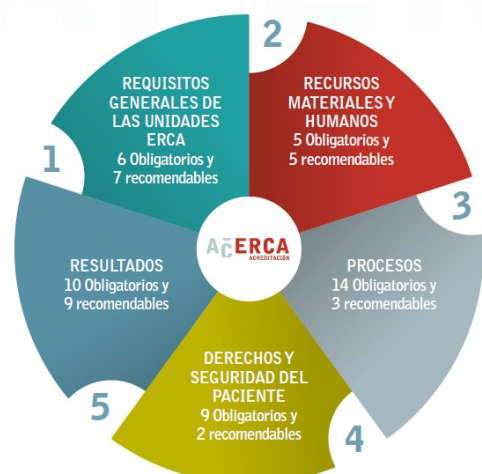 1
REQUISITOS
GENERALES DE
LAS UNIDADES
ERCA
6 Obligatorios y
7 recomendables
2
RECURSOS
MATERIALES Y
HUMANOS
5 Obligatorios y
5 recomendables
3
PROCESOS
14 Obligatorios y
3 recomendables
4
DERECHOS Y
SEGURIDAD DEL
PACIENTE
9 Obligatorios y
2 recomendables
5
RESULTADOS
10 Obligatorios y
9 recomendables
AC̆ERCA
ACREDITACIÓN